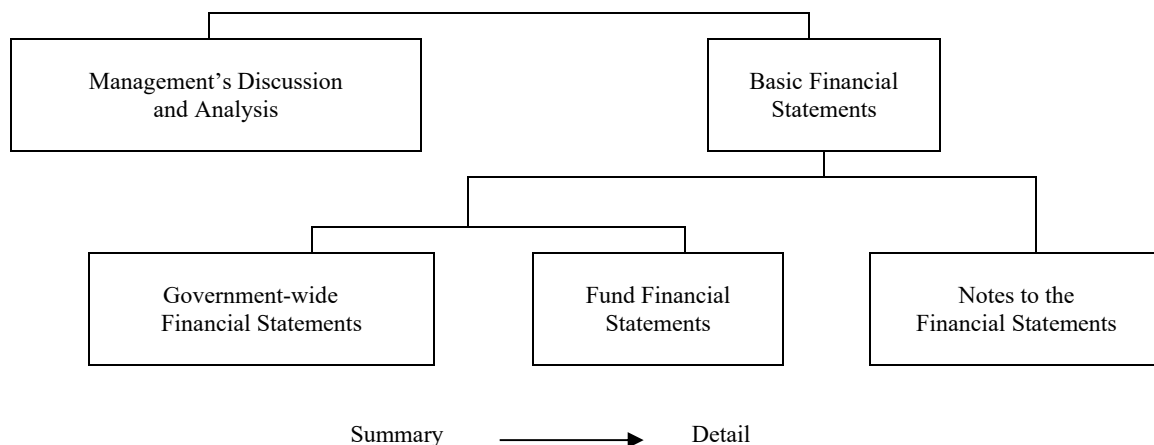 Management’s Discussion
and Analysis
Basic Financial
Statements
Government-wide
Financial Statements
Fund Financial
Statements
Notes to the
Financial Statements
Summary
Detail